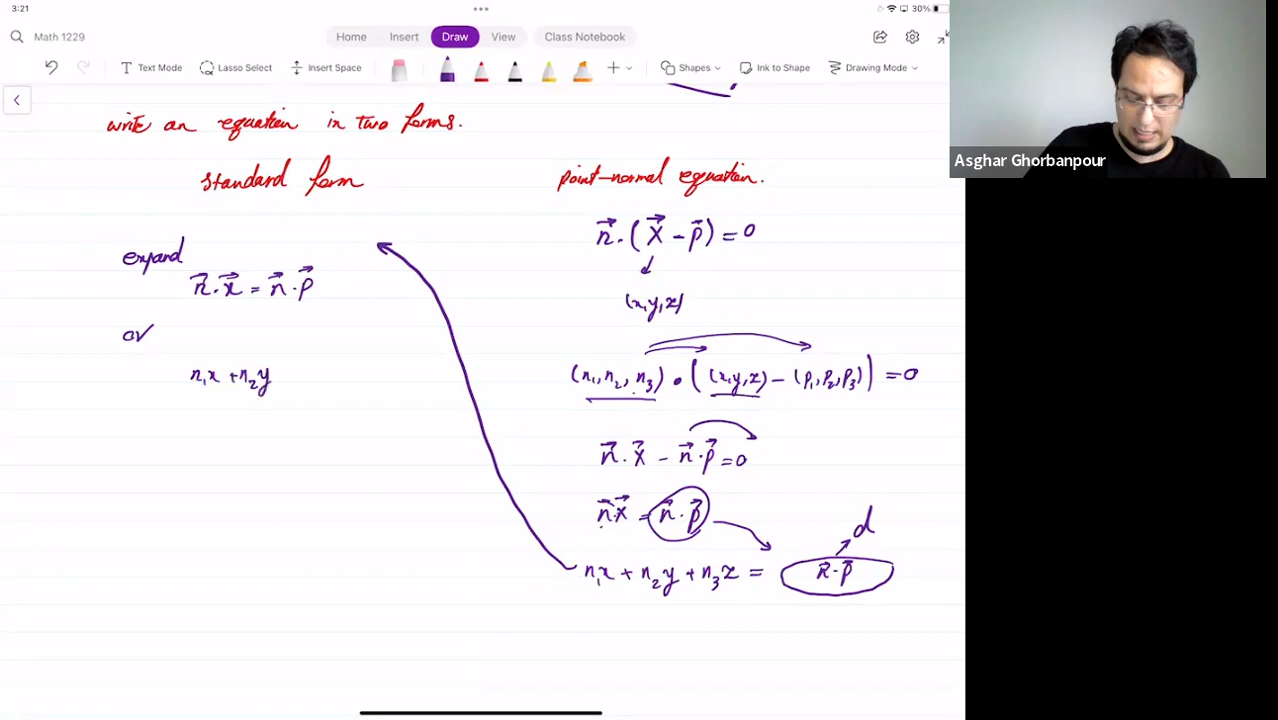 3:21
30%
Math 1229
Home Insert Draw View Class Notebook
Text Mode Lasso Select Insert Space Shapes Ink to Shape Drawing Mode
Asghar Ghorbanpour
write an equation in two forms.
standard form
expand
n⃗·x⃗ = n⃗·p⃗
or
n₁x + n₂y
point-normal equation.
n⃗·(X⃗ - p⃗) = 0
(x,y,z)
(n₁, n₂, n₃) • ((x,y,z) - (p₁,p₂,p₃)) = 0
n⃗·X⃗ - n⃗·p⃗ = 0
n⃗·X⃗ = n⃗·p⃗
d
n₁x + n₂y + n₃z = n⃗·p⃗